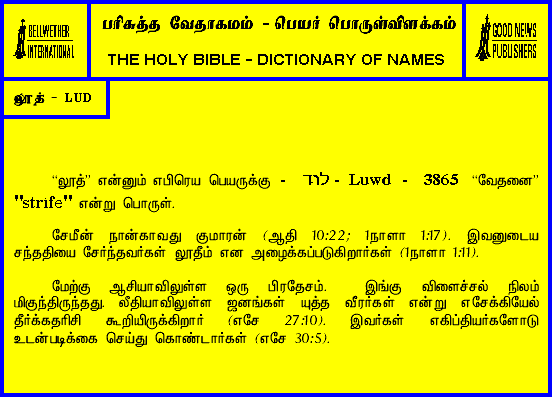 BELLWETHER
INTERNATIONAL
பரிசுத்த வேதாகமம் - பெயர் பொருள்விளக்கம்
THE HOLY BIBLE - DICTIONARY OF NAMES
GOOD NEWS
PUBLISHERS
லூத் - LUD
“லூத்” என்னும் எபிரெய பெயருக்கு - לוד - Luwd - 3865 “வேதனை”
"strife" என்று பொருள்.
சேமீன் நான்காவது குமாரன் (ஆதி 10:22; 1நாளா 1:17). இவனுடைய
சந்ததியை சேர்ந்தவர்கள் லூதீம் என அழைக்கப்படுகிறார்கள் (1நாளா 1:11).
மேற்கு ஆசியாவிலுள்ள ஒரு பிரதேசம். இங்கு விளைச்சல் நிலம்
மிகுந்திருந்தது. லீதியாவிலுள்ள ஜனங்கள் யுத்த வீரர்கள் என்று எசேக்கியேல்
தீர்க்கதரிசி கூறியிருக்கிறார் (எசே 27:10). இவர்கள் எகிப்தியர்களோடு
உடன்படிக்கை செய்து கொண்டார்கள் (எசே 30:5).